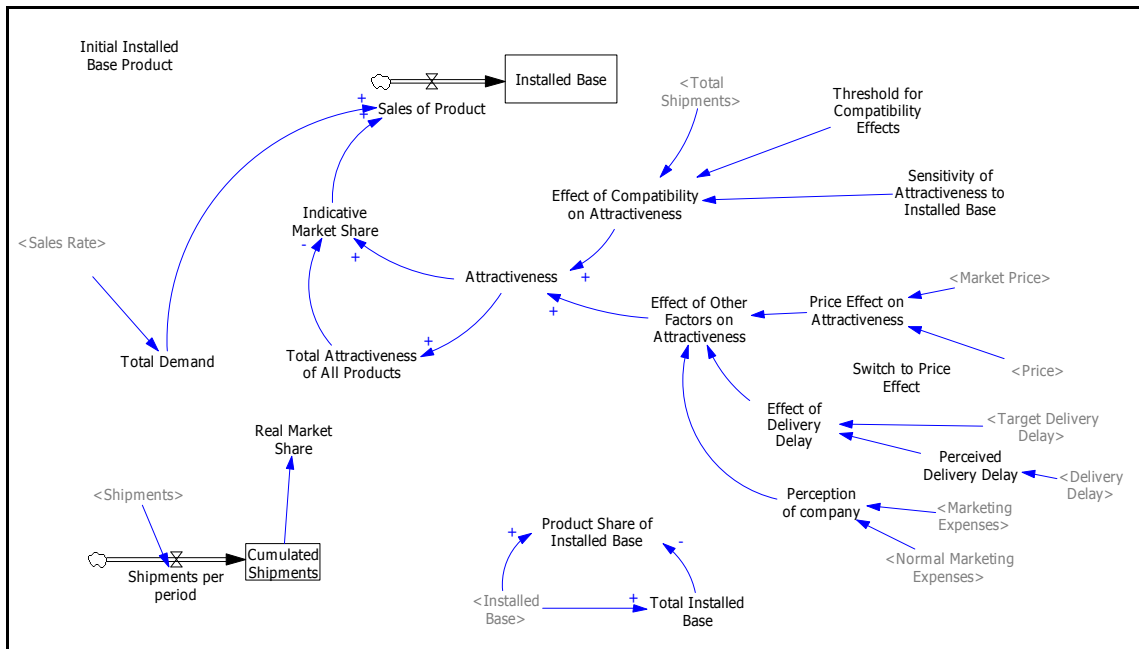 Initial Installed
Base Product
Installed Base
+
+
Sales of Product
<Total
Shipments>
Threshold for
Compatibility
Effects
Sensitivity of
Attractiveness to
Installed Base
Effect of Compatibility
on Attractiveness
Indicative
Market Share
-
+
<Sales Rate>
Attractiveness
+
+
Effect of Other
Factors on
Attractiveness
Price Effect on
Attractiveness
<Market Price>
<Price>
Total Demand
Total Attractiveness
of All Products
+
Switch to Price
Effect
Effect of
Delivery
Delay
<Target Delivery
Delay>
Perceived
Delivery Delay
<Delivery
Delay>
Real Market
Share
<Shipments>
Cumulated
Shipments
Shipments per
period
Perception
of company
<Marketing
Expenses>
<Normal Marketing
Expenses>
Product Share of
Installed Base
+
-
<Installed
Base>
+
Total Installed
Base